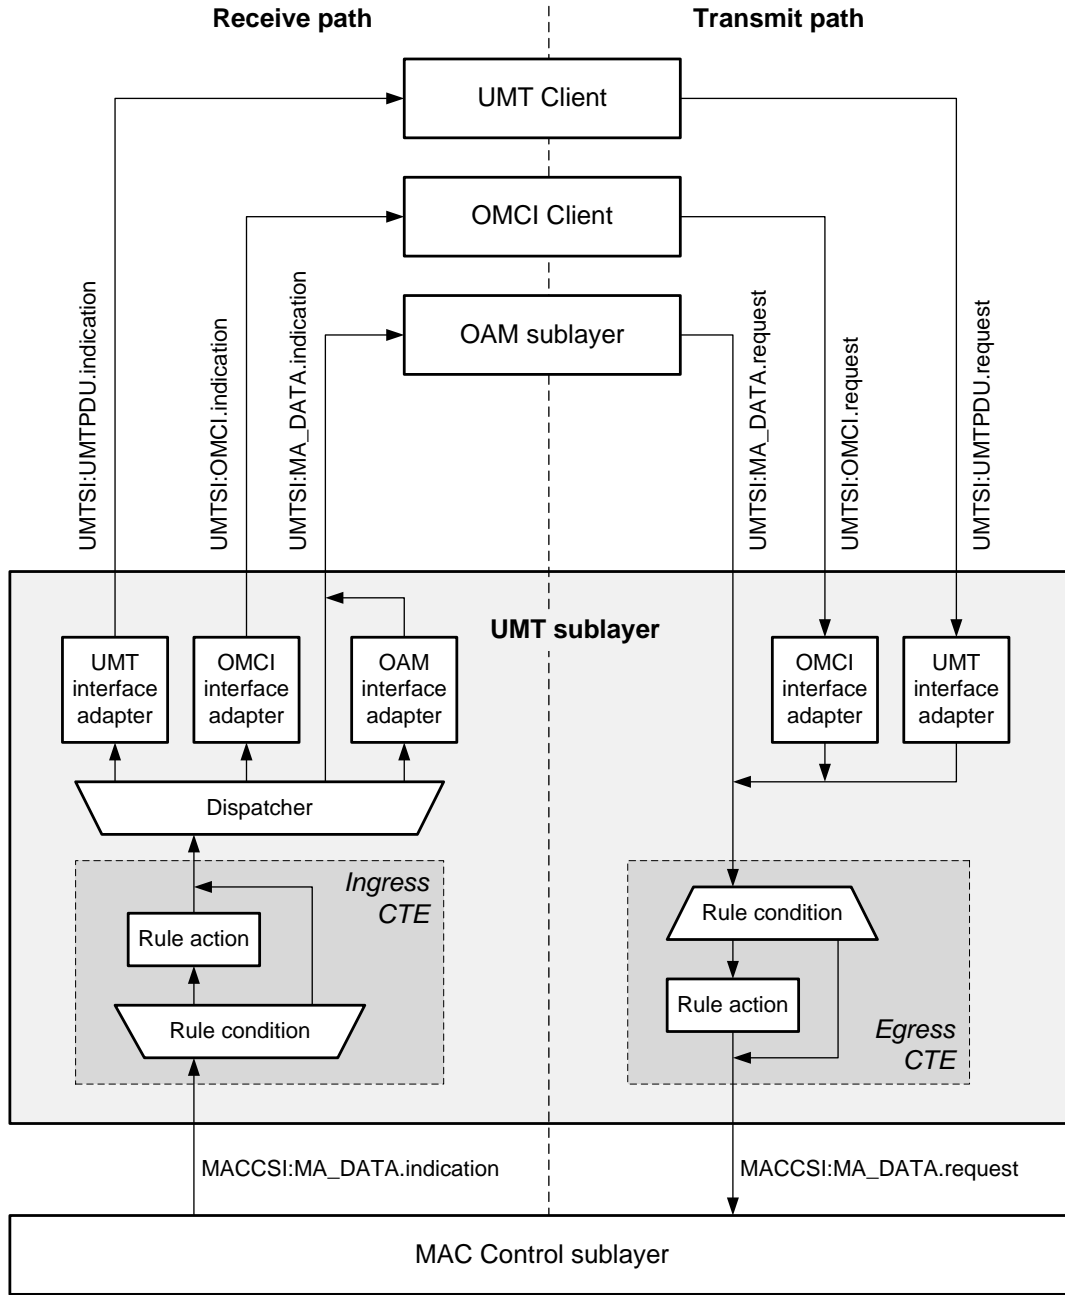 Receive path
Transmit path
UMT Client
OMCI Client
OAM sublayer
UMTSI:UMTPDU.indication
UMTSI:OMCI.indication
UMTSI:MA_DATA.indication
UMTSI:MA_DATA.request
UMTSI:OMCI.request
UMTSI:UMTPDU.request
UMT sublayer
UMT
interface
adapter
OMCI
interface
adapter
OAM
interface
adapter
OMCI
interface
adapter
UMT
interface
adapter
Dispatcher
Ingress
CTE
Rule action
Rule condition
Rule condition
Rule action
Egress
CTE
MACCSI:MA_DATA.indication
MACCSI:MA_DATA.request
MAC Control sublayer